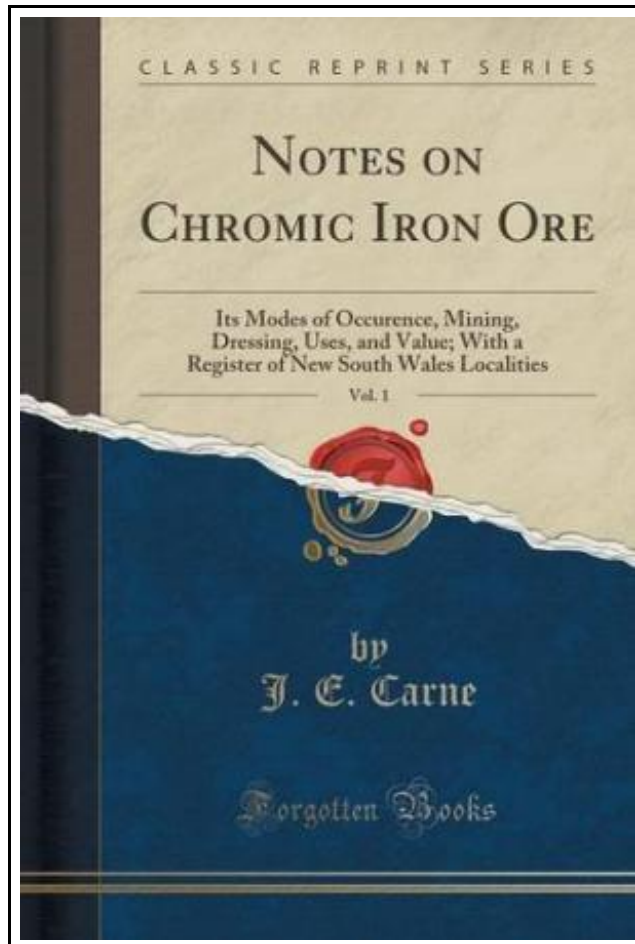 CLASSIC REPRINT SERIES
NOTES ON
CHROMIC IRON ORE
Its Modes of Occurence, Mining,
Dressing, Uses, and Value; With a
Register of New South Wales Localities
Vol. 1
by
J. E. Carne
Forgotten Books